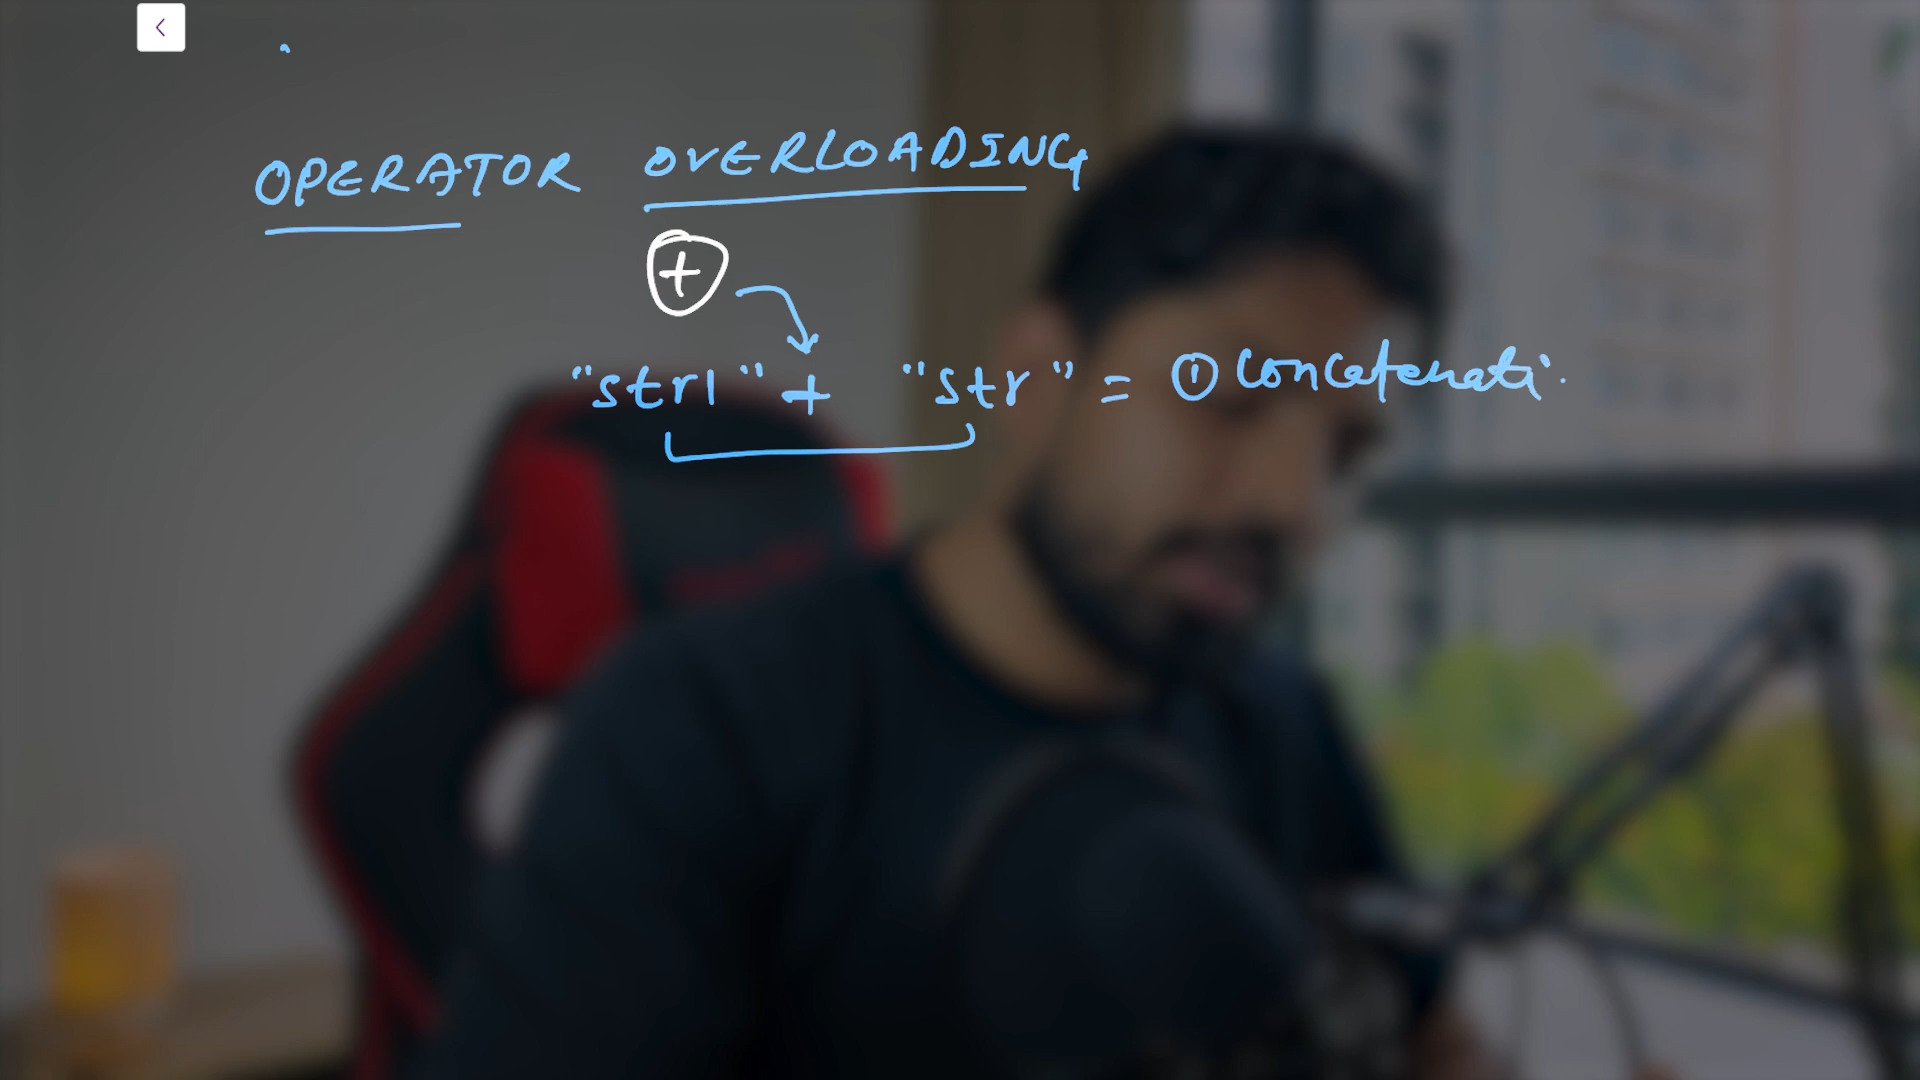 OPERATOR OVERLOADING
+
"str1" + "str" = ① Concatenati.